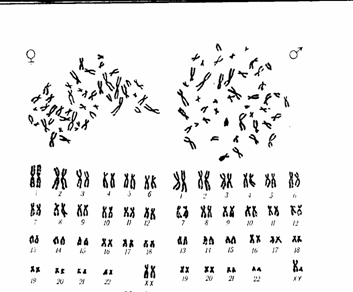 ♀ ♂
1 2 3 4 5 6 1 2 3 4 5 6
7 8 9 10 11 12 7 8 9 10 11 12
13 14 15 16 17 18 13 14 15 16 17 18
19 20 21 22 XX 19 20 21 22 XY